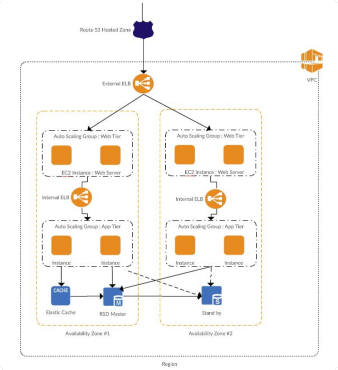 Route 53 Hosted Zone
VPC
External ELB
Auto Scaling Group : Web Tier
Auto Scaling Group : Web Tier
EC2 Instance : Web Server
EC2 Instance : Web Server
Internal ELB
Internal ELB
Auto Scaling Group : App Tier
Auto Scaling Group : App Tier
Instance
Instance
Instance
Instance
CACHE
M
S
Elastic Cache
RSD Master
Stand by
Availability Zone #1
Availability Zone #2
Region